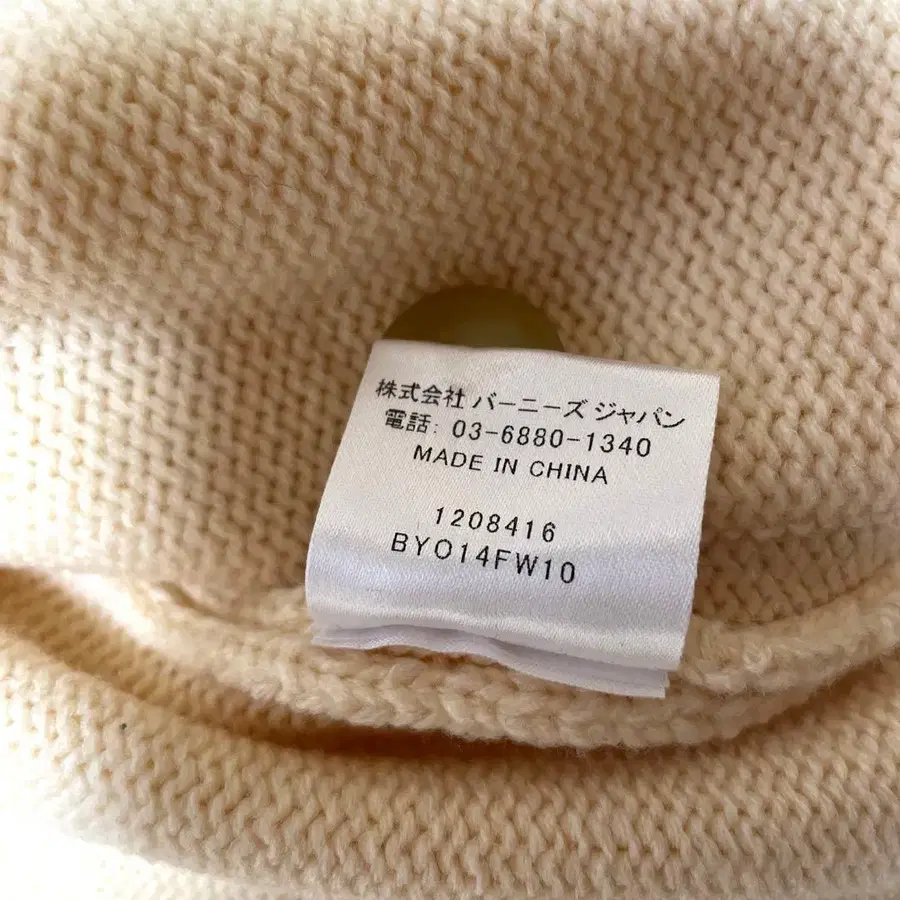 株式会社 バーニーズ ジャパン
電話: 03-6880-1340
MADE IN CHINA
1208416
BYO14FW10